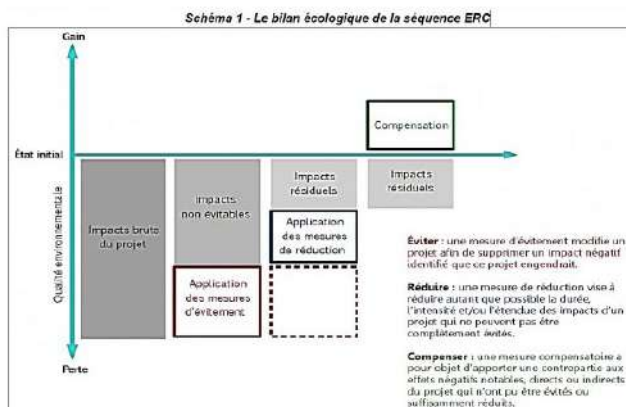 Schéma 1 - Le bilan écologique de la séquence ERC
Gain
Compensation
État initial
Qualité environnementale
Impacts bruts
du projet
Impacts
non évitables
Application
des mesures
d'évitement
Impacts
résiduels
Application
des mesures
de réduction
Impacts
résiduels
Perte
Éviter : une mesure d'évitement modifie un
projet afin de supprimer un impact négatif
identifié que ce projet engendrait.
Réduire : une mesure de réduction vise à
réduire autant que possible la durée,
l'intensité et/ou l'étendue des impacts d'un
projet qui ne peuvent pas être
complètement évités.
Compenser : une mesure compensatoire a
pour objet d'apporter une contrepartie aux
effets négatifs notables, directs ou indirects
du projet qui n'ont pu être évités ou
suffisamment réduits.